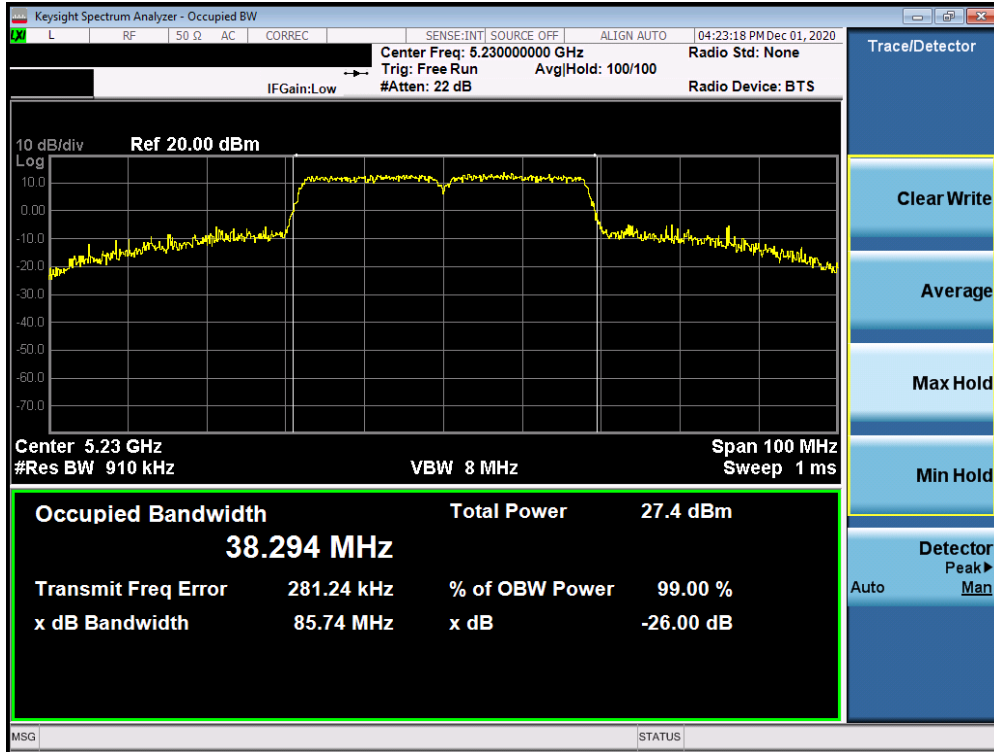 Keysight Spectrum Analyzer - Occupied BW
LXI L RF 50 Ω AC CORREC SENSE:INT SOURCE OFF ALIGN AUTO 04:23:18 PM Dec 01, 2020
Center Freq: 5.230000000 GHz Radio Std: None
Trig: Free Run Avg|Hold: 100/100
IFGain:Low #Atten: 22 dB Radio Device: BTS
10 dB/div Ref 20.00 dBm
Log
10.0
0.00
-10.0
-20.0
-30.0
-40.0
-50.0
-60.0
-70.0
Center 5.23 GHz Span 100 MHz
#Res BW 910 kHz VBW 8 MHz Sweep 1 ms
Occupied Bandwidth Total Power 27.4 dBm
38.294 MHz
Transmit Freq Error 281.24 kHz % of OBW Power 99.00 %
x dB Bandwidth 85.74 MHz x dB -26.00 dB
MSG STATUS
Trace/Detector
Clear Write
Average
Max Hold
Min Hold
Detector
Peak▶
Auto Man